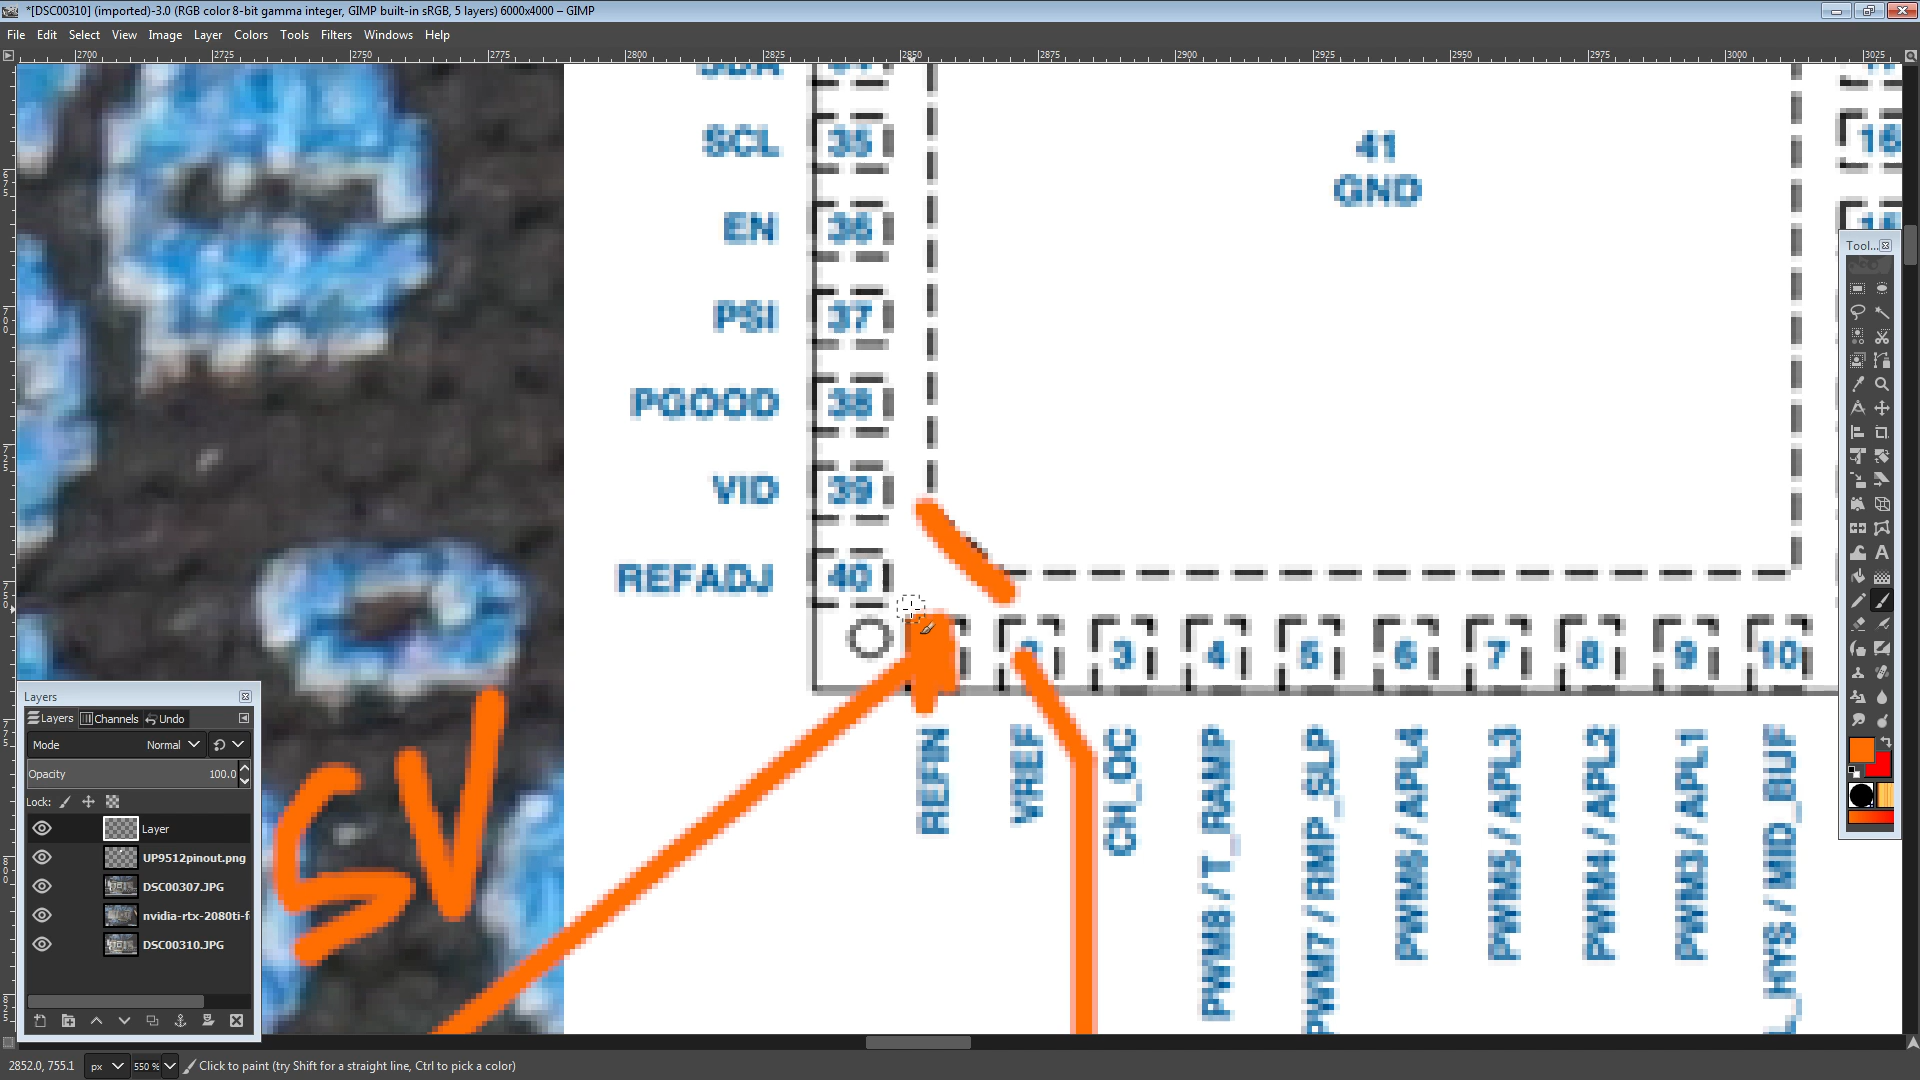 *[DSC00310] (imported)-3.0 (RGB color 8-bit gamma integer, GIMP built-in sRGB, 5 layers) 6000x4000 – GIMP
File Edit Select View Image Layer Colors Tools Filters Windows Help
2700 2725 2750 2775 2800 2825 2850 2875 2900 2925 2950 2975 3000 3025
SCL 35
EN 36
PSI 37
PGOOD 38
VID 39
REFADJ 40
41
GND
16
2 3 4 5 6 7 8 9 10
REFIN
VREF
CH_OC
PWM8 / T_RAMP
PWM7 / RMP_SLP
PWM6 / APL4
PWM5 / APL3
PWM4 / APL2
_HYS / MID_BUF
5V
Tool...
Layers
Layers Channels Undo
Mode Normal
Opacity 100.0
Lock:
Layer
UP9512pinout.png
DSC00307.JPG
nvidia-rtx-2080ti-f
DSC00310.JPG
2852.0, 755.1 px 550 % Click to paint (try Shift for a straight line, Ctrl to pick a color)